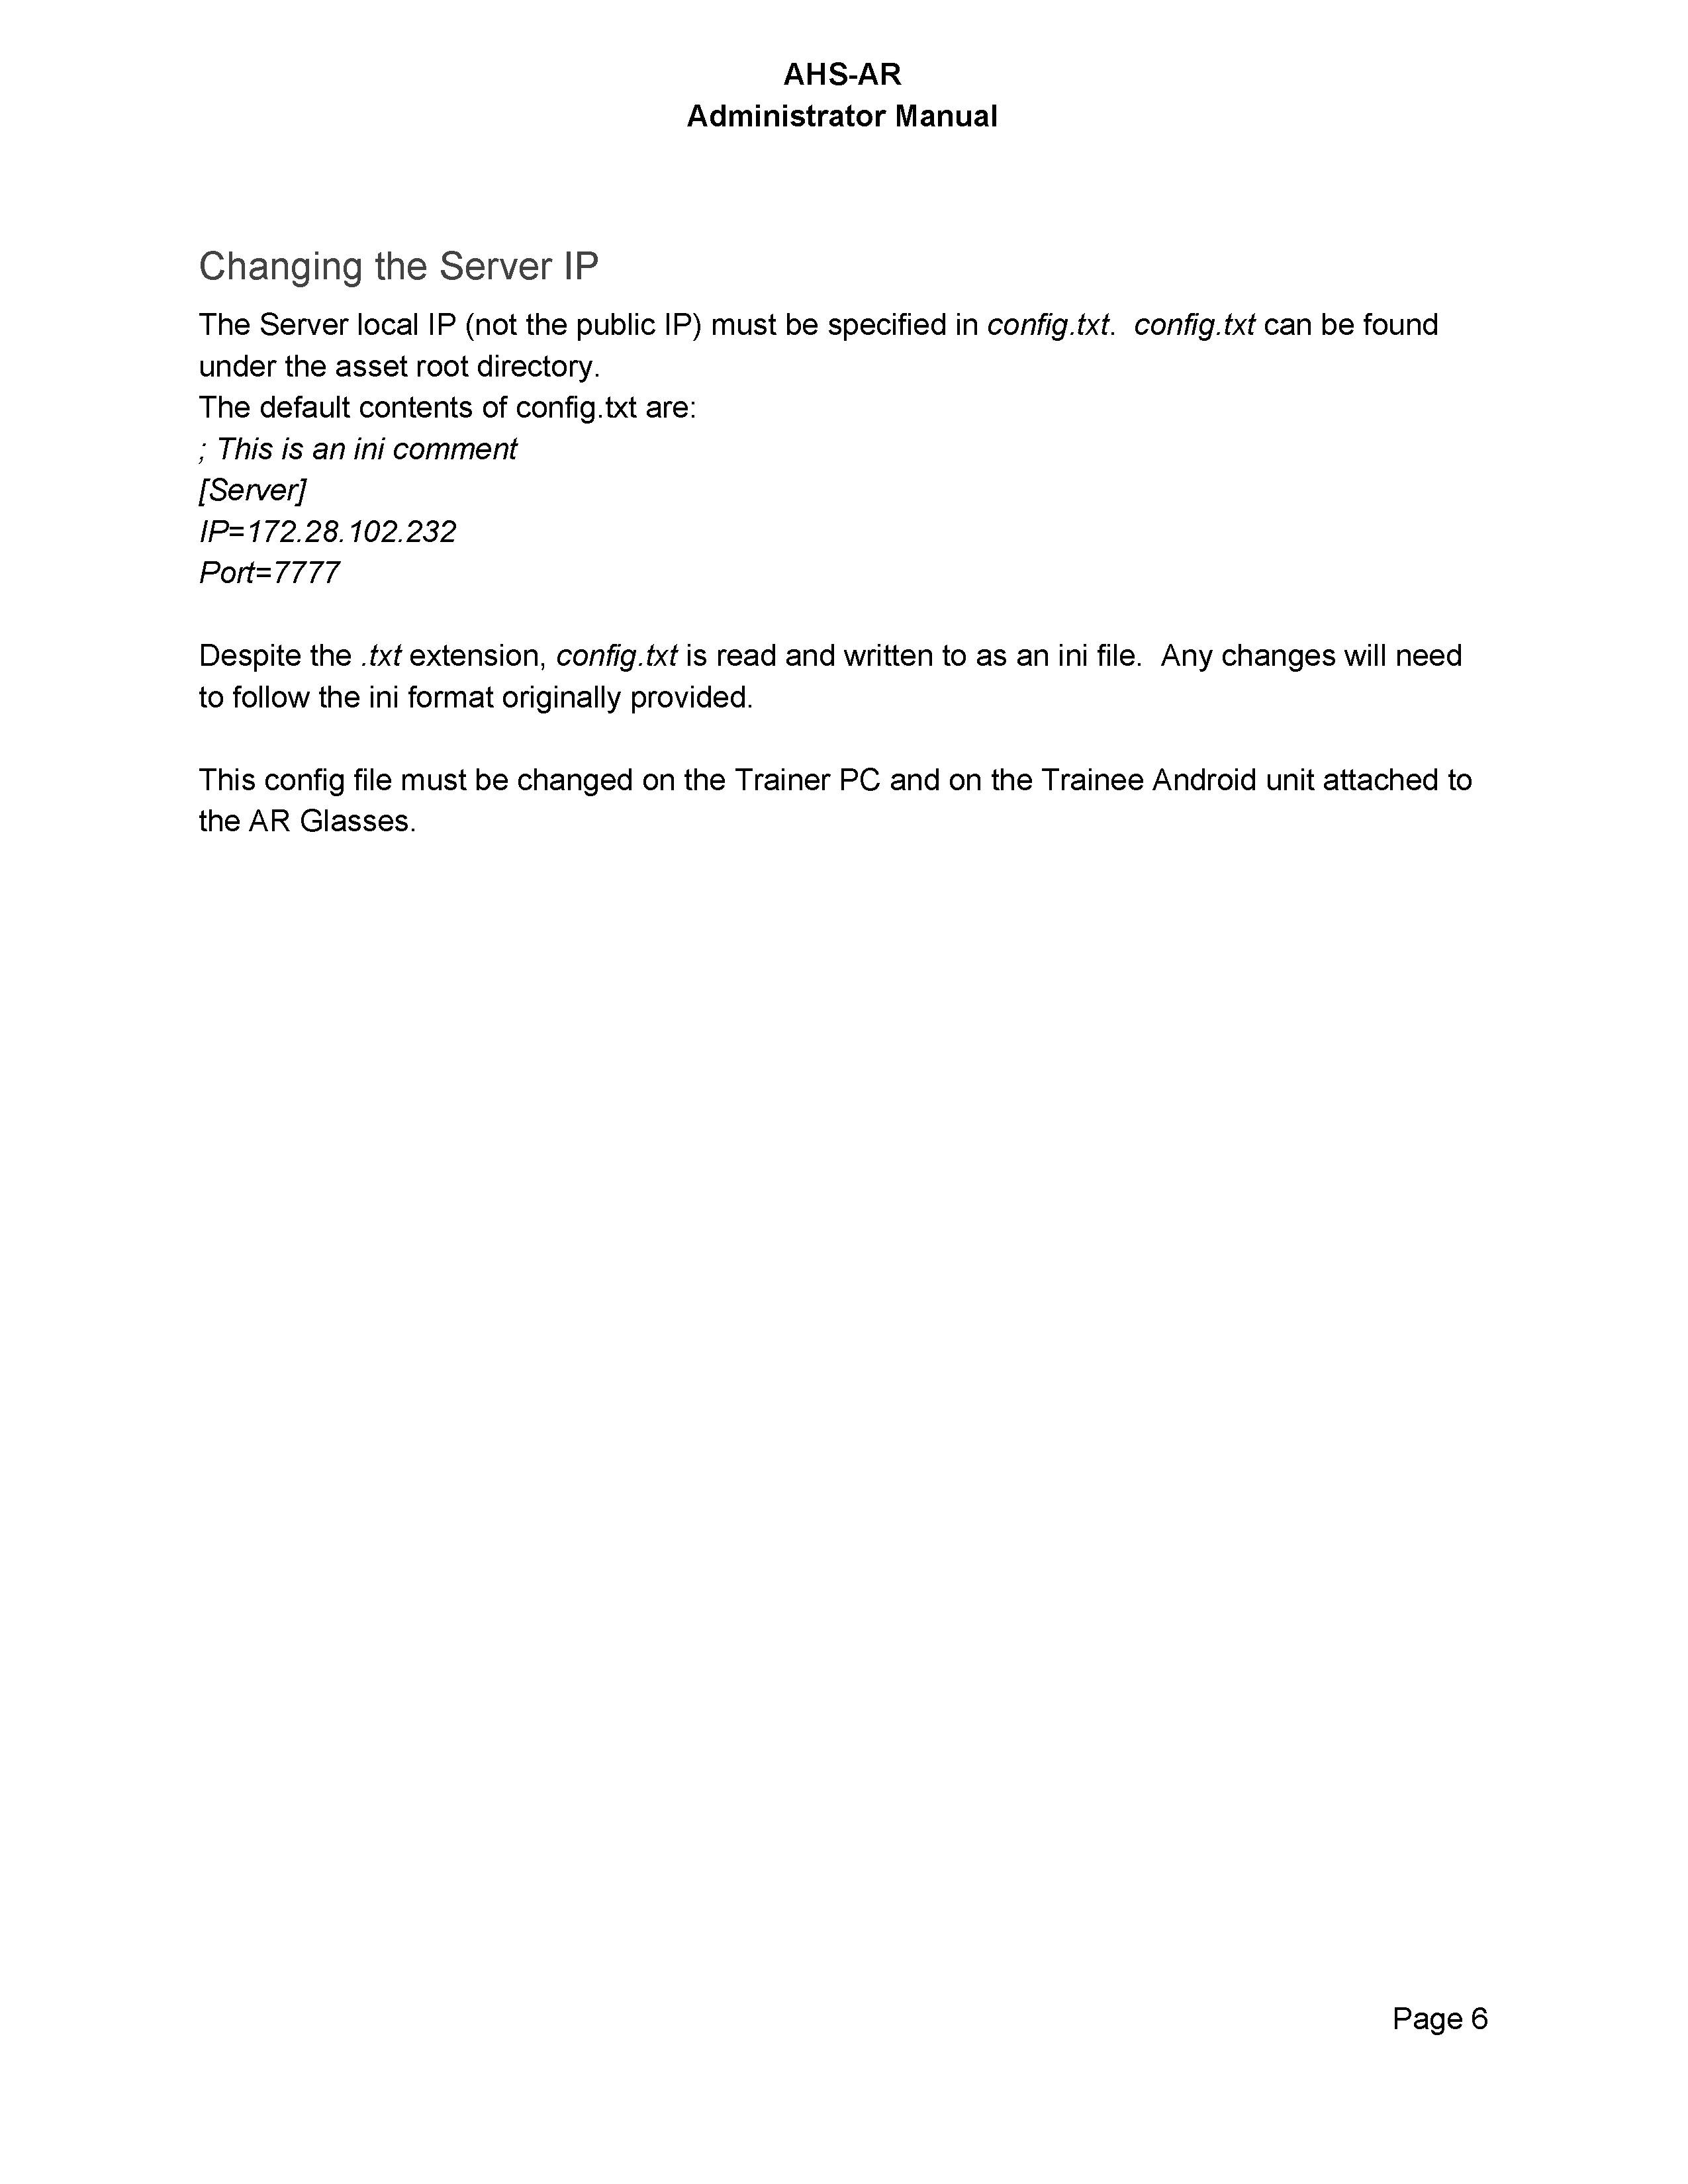 AHS-AR
Administrator Manual
Changing the Server IP
The Server local IP (not the public IP) must be specified in config.txt.  config.txt can be found
under the asset root directory.
The default contents of config.txt are:
; This is an ini comment
[Server]
IP=172.28.102.232
Port=7777
Despite the .txt extension, config.txt is read and written to as an ini file.  Any changes will need
to follow the ini format originally provided.
This config file must be changed on the Trainer PC and on the Trainee Android unit attached to
the AR Glasses.
Page 6